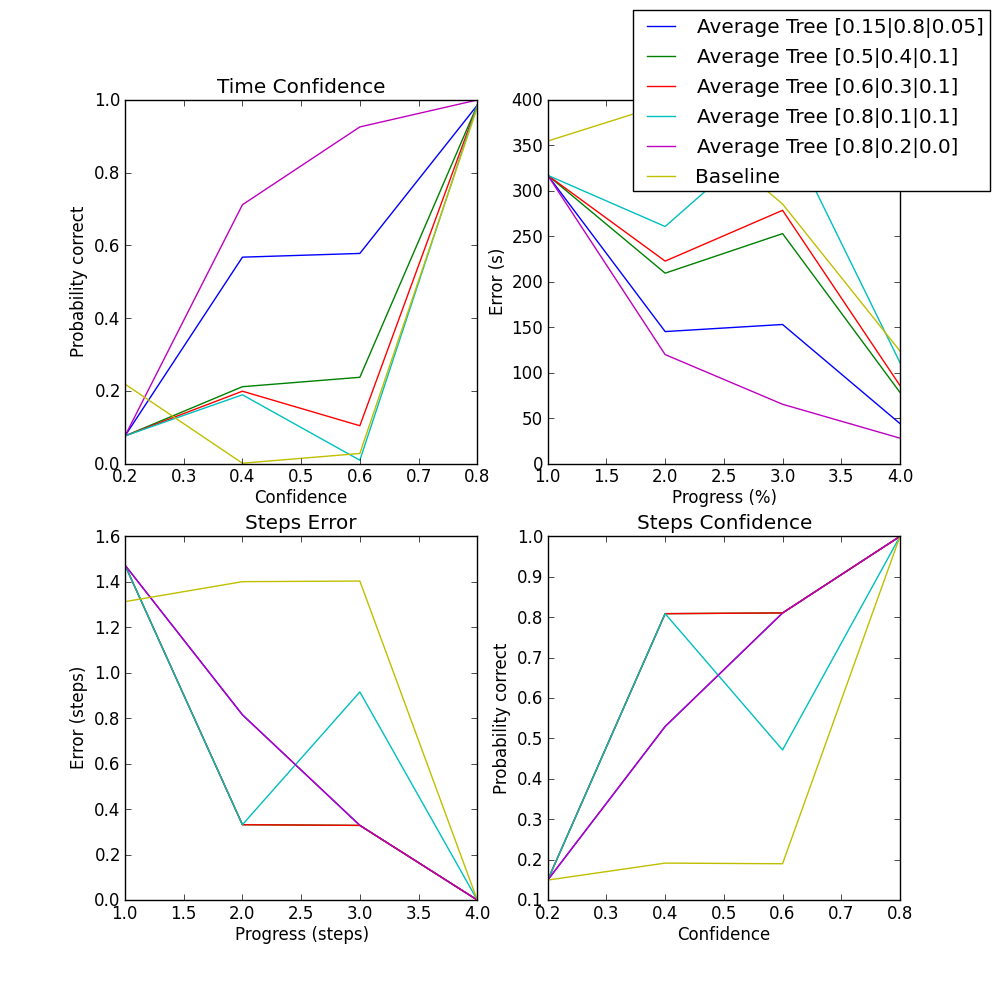 Average Tree [0.15|0.8|0.05]
Average Tree [0.5|0.4|0.1]
Average Tree [0.6|0.3|0.1]
Average Tree [0.8|0.1|0.1]
Average Tree [0.8|0.2|0.0]
Baseline
Time Confidence
1.0
0.8
0.6
0.4
0.2
0.0
Probability correct
0.2 0.3 0.4 0.5 0.6 0.7 0.8
Confidence
400
350
300
250
200
150
100
50
0
Error (s)
1.0 1.5 2.0 2.5 3.0 3.5 4.0
Progress (%)
Steps Error
1.6
1.4
1.2
1.0
0.8
0.6
0.4
0.2
0.0
Error (steps)
1.0 1.5 2.0 2.5 3.0 3.5 4.0
Progress (steps)
Steps Confidence
1.0
0.9
0.8
0.7
0.6
0.5
0.4
0.3
0.2
0.1
Probability correct
0.2 0.3 0.4 0.5 0.6 0.7 0.8
Confidence